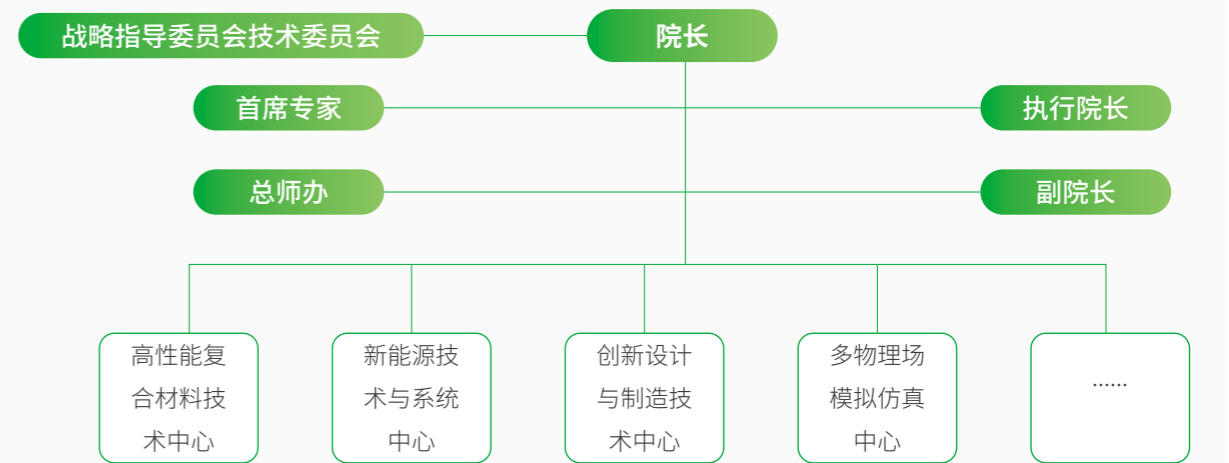 战略指导委员会技术委员会
院长
首席专家
执行院长
总师办
副院长
高性能复
合材料技
术中心
新能源技
术与系统
中心
创新设计
与制造技
术中心
多物理场
模拟仿真
中心
......